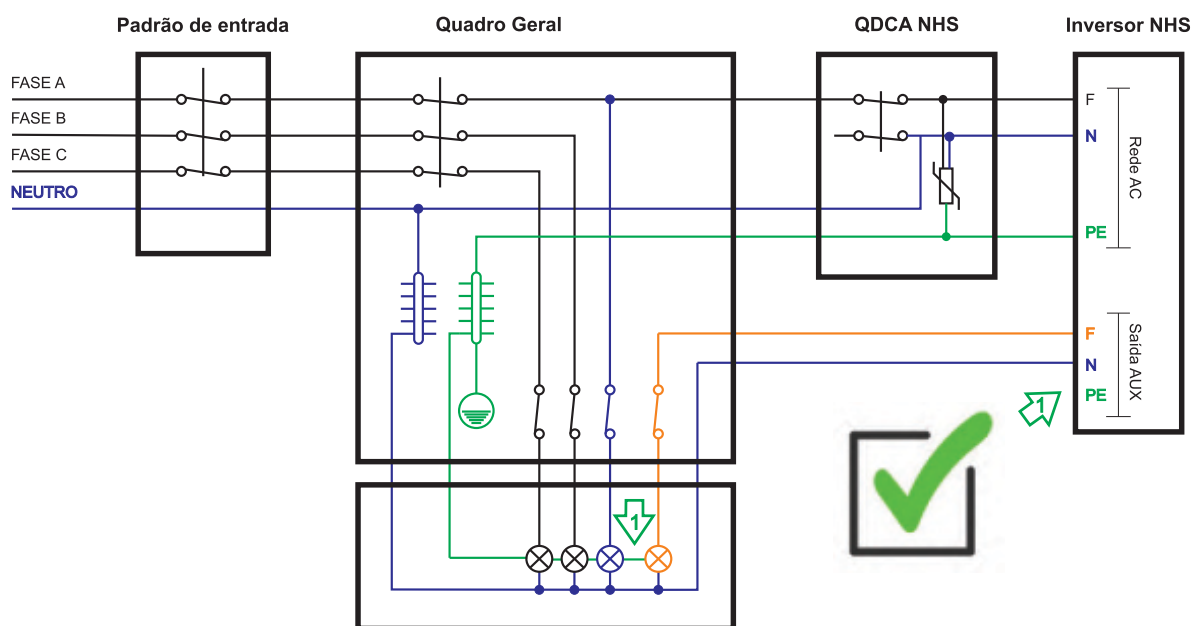 Padrão de entrada
Quadro Geral
QDCA NHS
Inversor NHS
FASE A
FASE B
FASE C
NEUTRO
F
N
PE
Rede AC
F
N
PE
Saída AUX
1
1